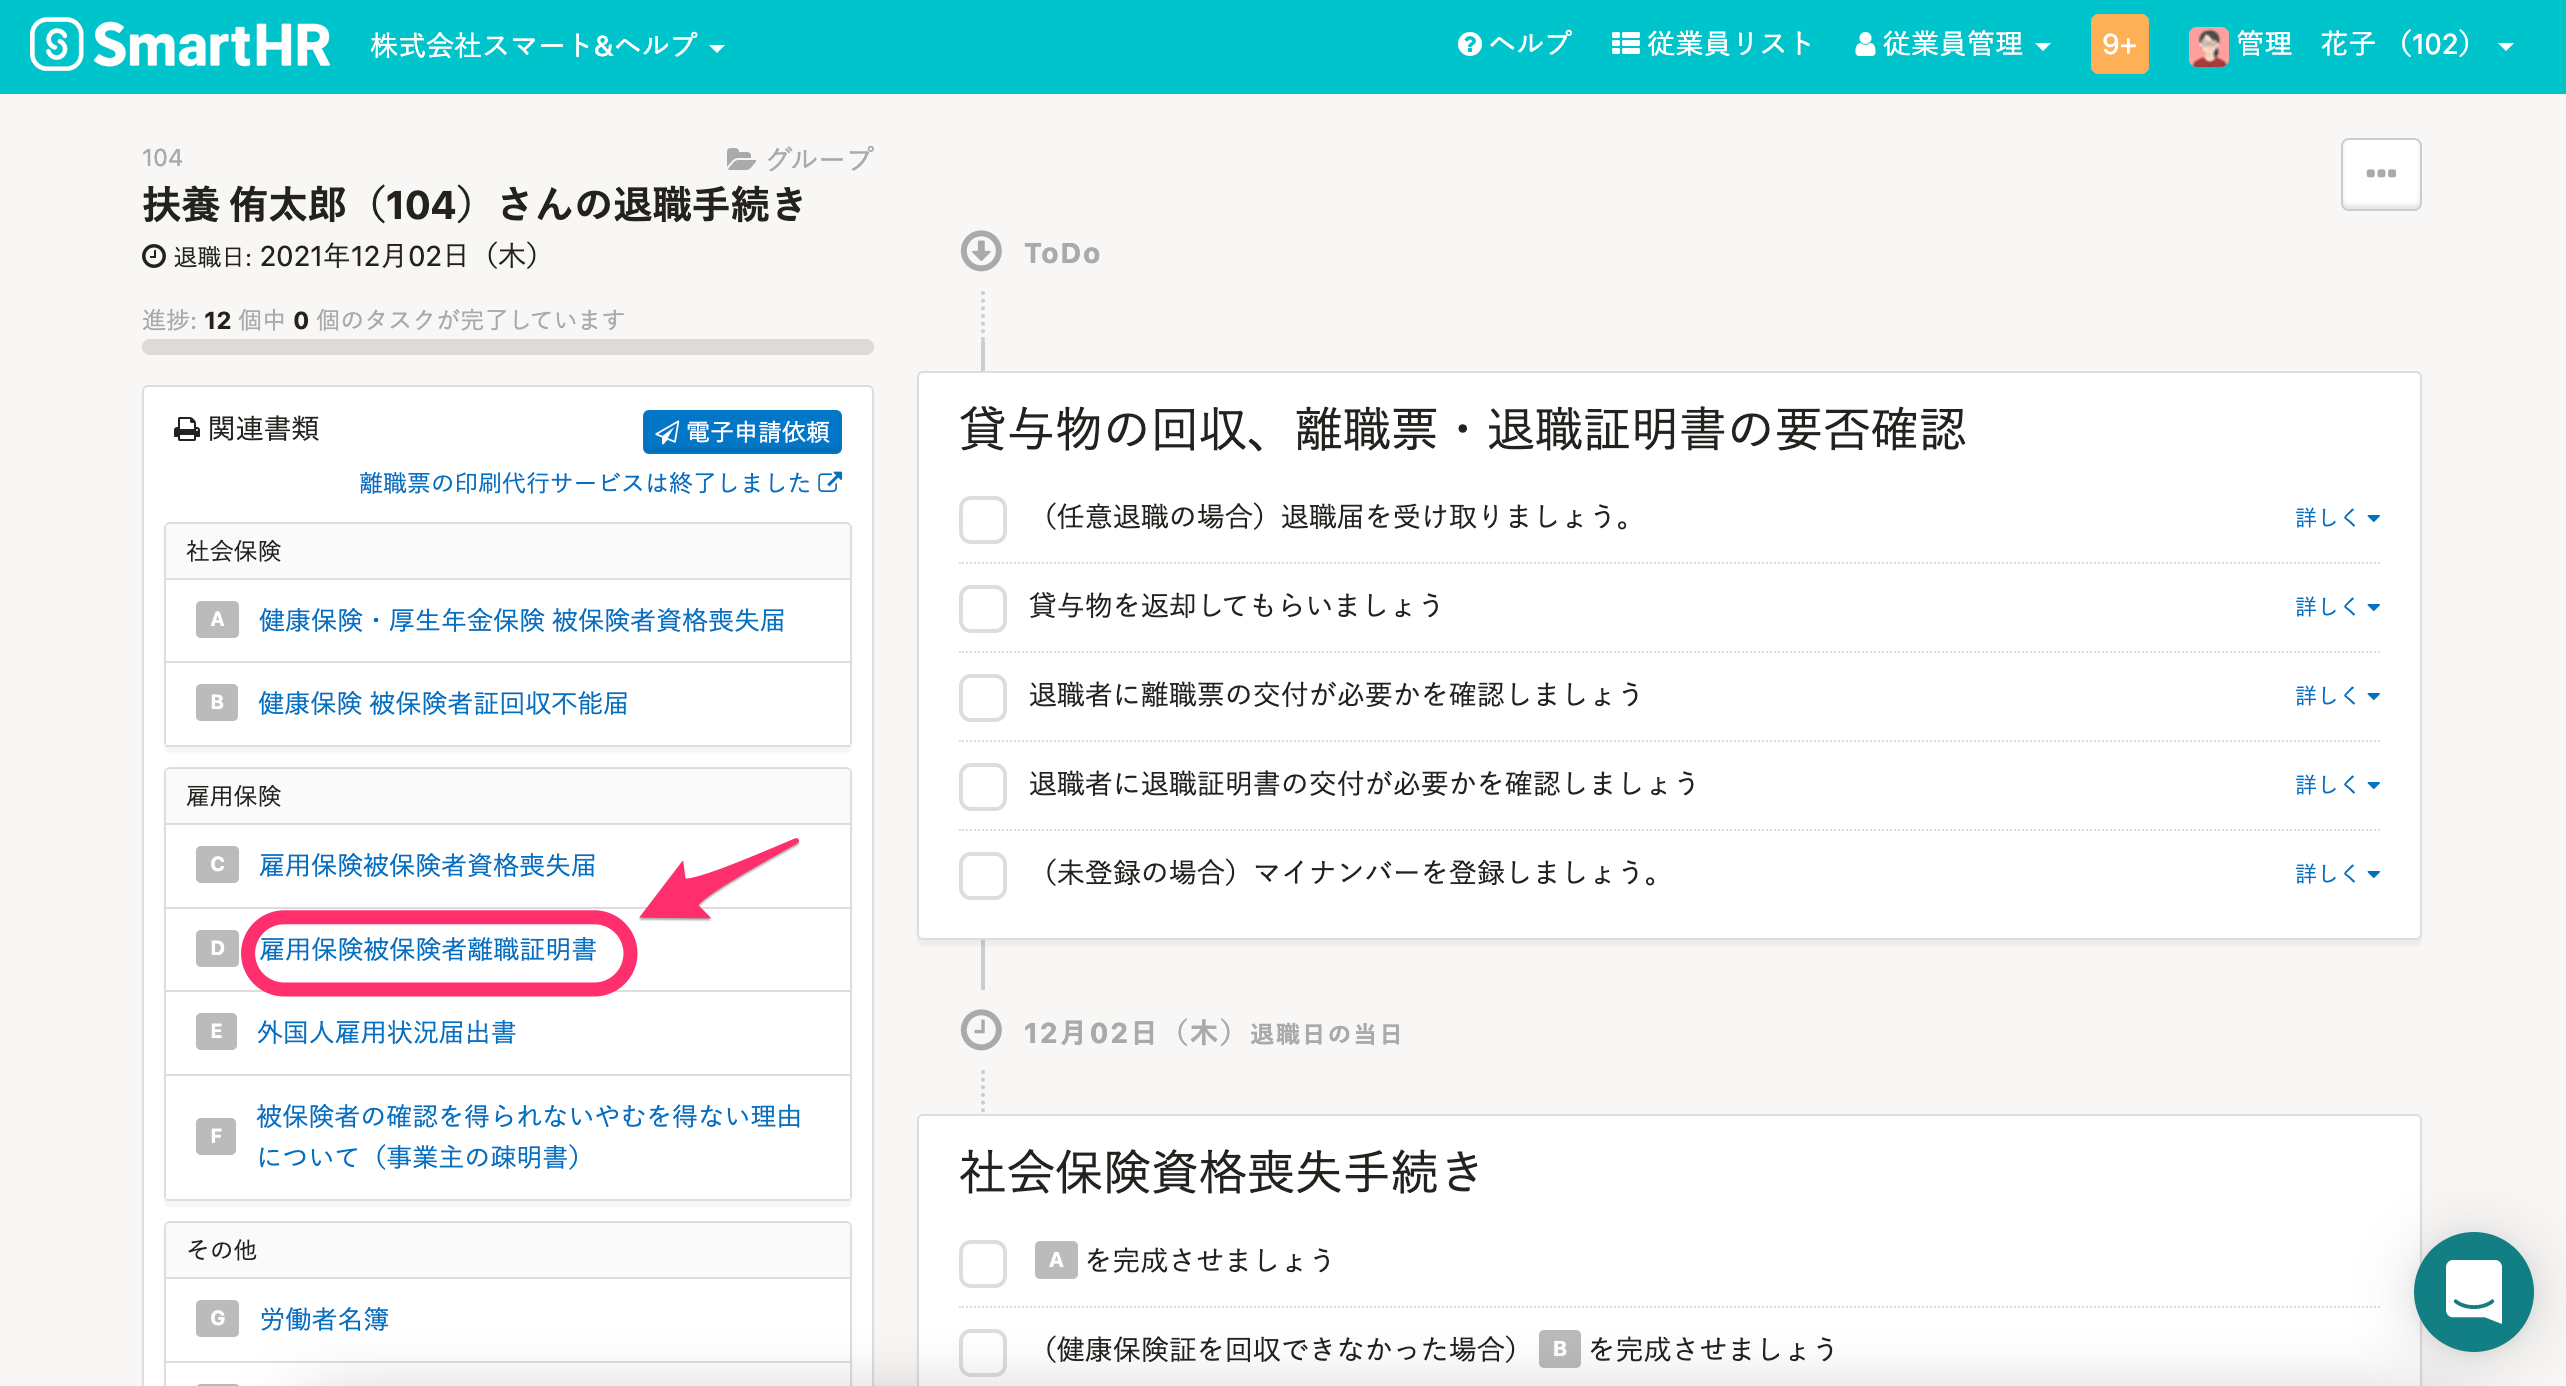 SmartHR 株式会社スマート&ヘルプ ヘルプ 従業員リスト 従業員管理 9+ 管理 花子 （102）
104 グループ
扶養 侑太郎（104）さんの退職手続き
退職日: 2021年12月02日（木）
進捗: 12 個中 0 個のタスクが完了しています
関連書類 電子申請依頼
離職票の印刷代行サービスは終了しました
社会保険
A 健康保険・厚生年金保険 被保険者資格喪失届
B 健康保険 被保険者証回収不能届
雇用保険
C 雇用保険被保険者資格喪失届
D 雇用保険被保険者離職証明書
E 外国人雇用状況届出書
F 被保険者の確認を得られないやむを得ない理由
について（事業主の疎明書）
その他
G 労働者名簿
ToDo
貸与物の回収、離職票・退職証明書の要否確認
（任意退職の場合）退職届を受け取りましょう。 詳しく
貸与物を返却してもらいましょう 詳しく
退職者に離職票の交付が必要かを確認しましょう 詳しく
退職者に退職証明書の交付が必要かを確認しましょう 詳しく
（未登録の場合）マイナンバーを登録しましょう。 詳しく
12月02日（木）退職日の当日
社会保険資格喪失手続き
A を完成させましょう
（健康保険証を回収できなかった場合） B を完成させましょう